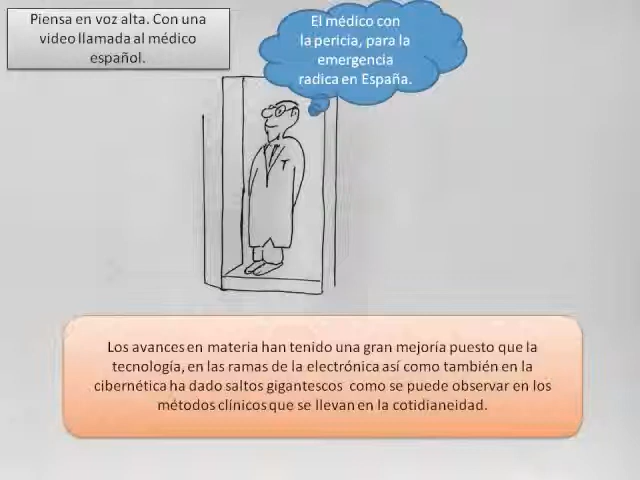 Piensa en voz alta. Con una
video llamada al médico
español.
El médico con
la pericia, para la
emergencia
radica en España.
Los avances en materia han tenido una gran mejoría puesto que la
tecnología, en las ramas de la electrónica así como también en la
cibernética ha dado saltos gigantescos como se puede observar en los
métodos clínicos que se llevan en la cotidianeidad.